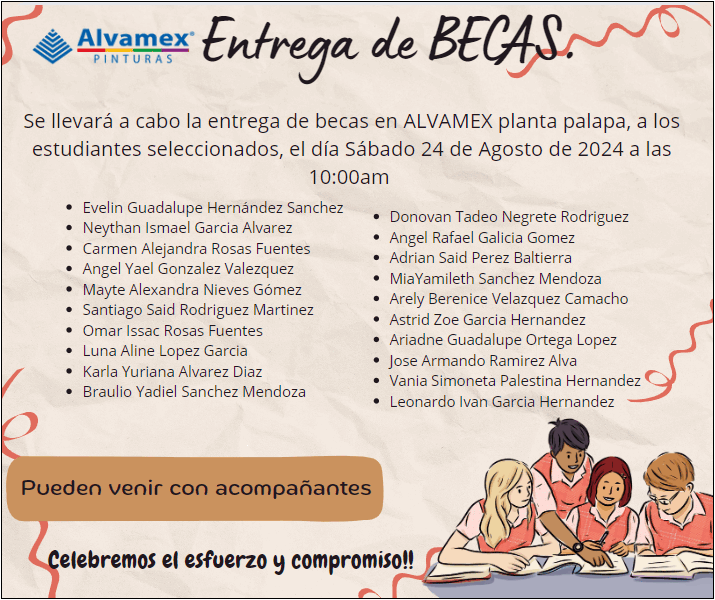 Alvamex®
PINTURAS
Entrega de BECAS.
Se llevará a cabo la entrega de becas en ALVAMEX planta palapa, a los
estudiantes seleccionados, el día Sábado 24 de Agosto de 2024 a las
10:00am
• Evelin Guadalupe Hernández Sanchez
• Neythan Ismael Garcia Alvarez
• Carmen Alejandra Rosas Fuentes
• Angel Yael Gonzalez Valezquez
• Mayte Alexandra Nieves Gómez
• Santiago Said Rodriguez Martinez
• Omar Issac Rosas Fuentes
• Luna Aline Lopez Garcia
• Karla Yuriana Alvarez Diaz
• Braulio Yadiel Sanchez Mendoza
• Donovan Tadeo Negrete Rodriguez
• Angel Rafael Galicia Gomez
• Adrian Said Perez Baltierra
• MiaYamileth Sanchez Mendoza
• Arely Berenice Velazquez Camacho
• Astrid Zoe Garcia Hernandez
• Ariadne Guadalupe Ortega Lopez
• Jose Armando Ramirez Alva
• Vania Simoneta Palestina Hernandez
• Leonardo Ivan Garcia Hernandez
Pueden venir con acompañantes
Celebremos el esfuerzo y compromiso!!